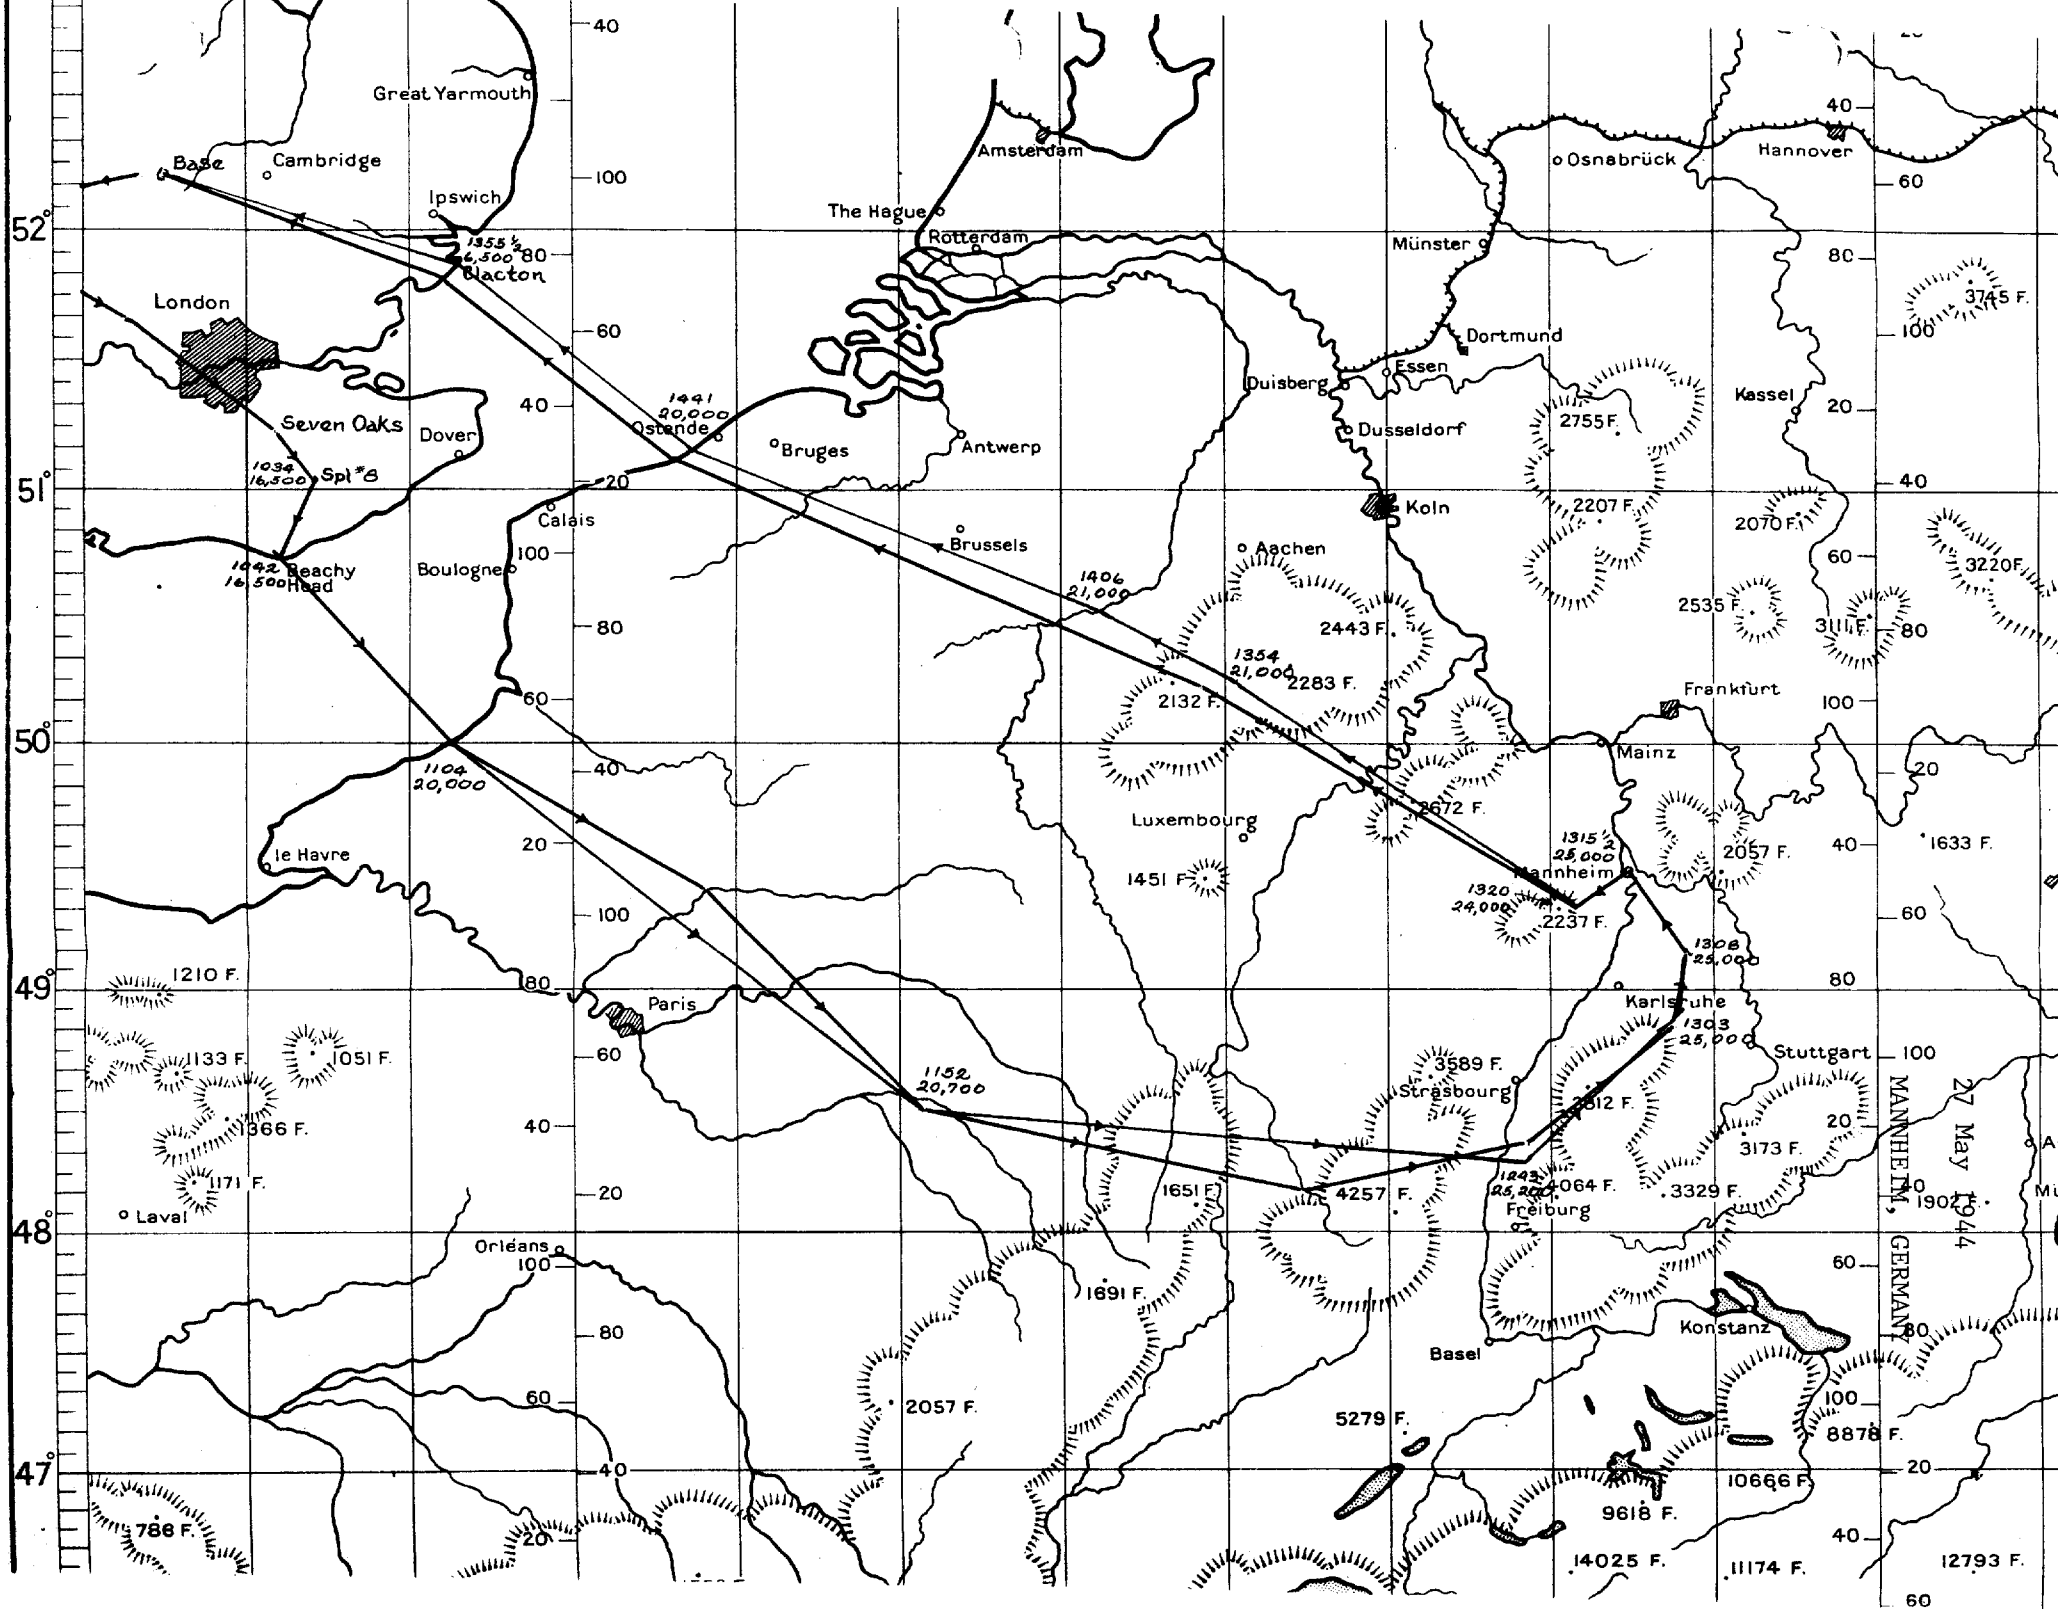 40
Great Yarmouth
40
Amsterdam
Osnabrück
Hannover
Base
Cambridge
100
60
Ipswich
The Hague
52°
Rotterdam
Münster
1355½
6,500
80
80
Clacton
London
3745 F.
60
100
Dortmund
Essen
Duisberg
Kassel
20
1441
20,000
40
Ostende
Seven Oaks
Dover
Bruges
Antwerp
Dusseldorf
2755 F.
1034
16,500
Spl #8
51°
20
40
Calais
Koln
2207 F.
2070 F.
100
Brussels
Aachen
60
1042
16,500
Beachy
Head
Boulogne
3220 F.
1406
21,000
2535 F.
80
2443 F.
3111 F.
80
1354
21,000
2283 F.
60
2132 F.
Frankfurt
100
50°
Mainz
1104
20,000
40
20
2672 F.
Luxembourg
le Havre
20
1315½
25,000
2057 F.
40
1633 F.
1451 F
Mannheim
1320
24,000
2237 F.
100
60
1308
25,000
49°
1210 F.
80
80
Paris
Karlsruhe
1303
25,000
1133 F.
1051 F.
60
3589 F.
Stuttgart
100
1152
20,700
Strasbourg
1366 F.
40
2812 F.
20
3173 F.
A
1171 F.
20
1651 F.
4257 F.
1243
25,200
4064 F.
3329 F.
40
1902 F.
Mü
Laval
Freiburg
48°
Orléans
100
60
1691 F.
80
Konstanz
80
Basel
60
2057 F.
5279 F.
100
8878 F.
47°
40
10666 F.
20
786 F.
20
9618 F.
40
14025 F.
11174 F.
12793 F.
60
27 May 1944
MANNHEIM, GERMANY